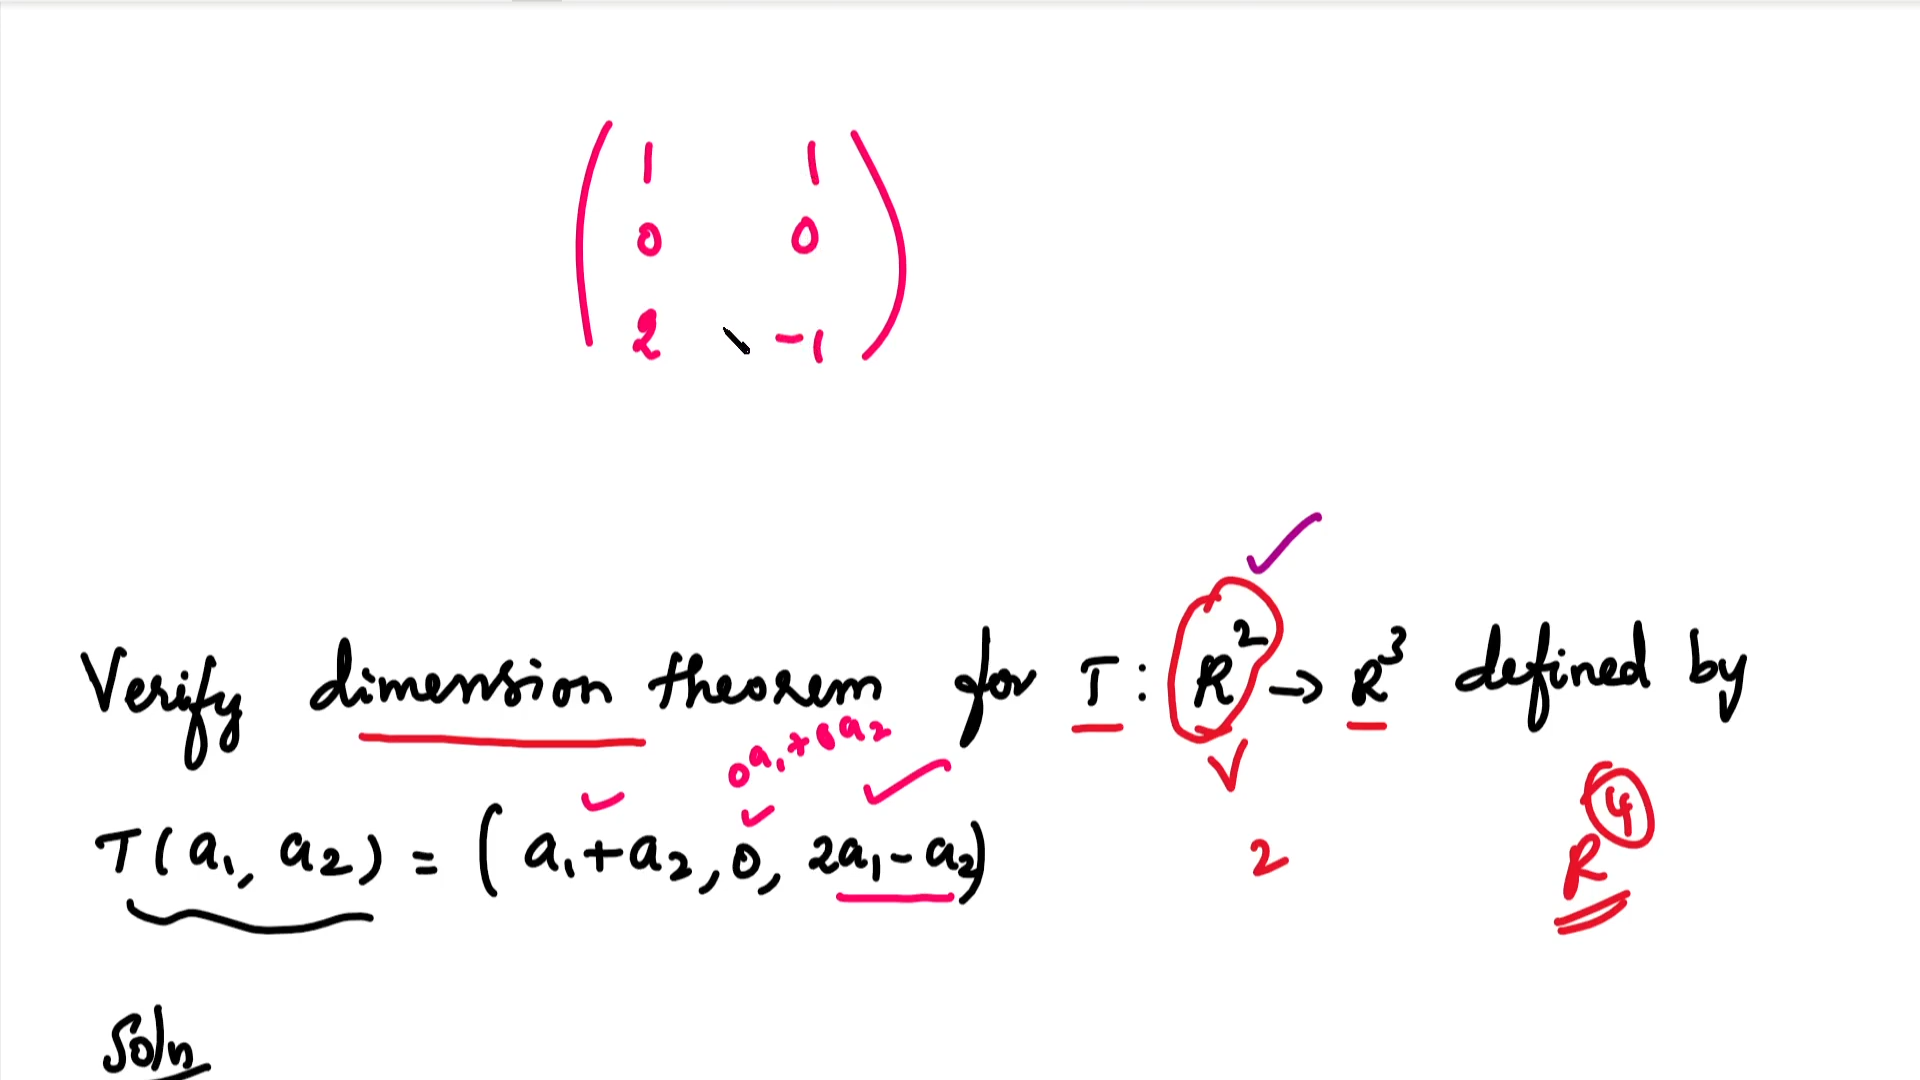 1 1
0 0
2 -1
Verify dimension theorem for T: R² → R³ defined by
0a₁+0a₂
T(a₁, a₂) = (a₁+a₂, 0, 2a₁-a₂)
2
R⁴
Soln